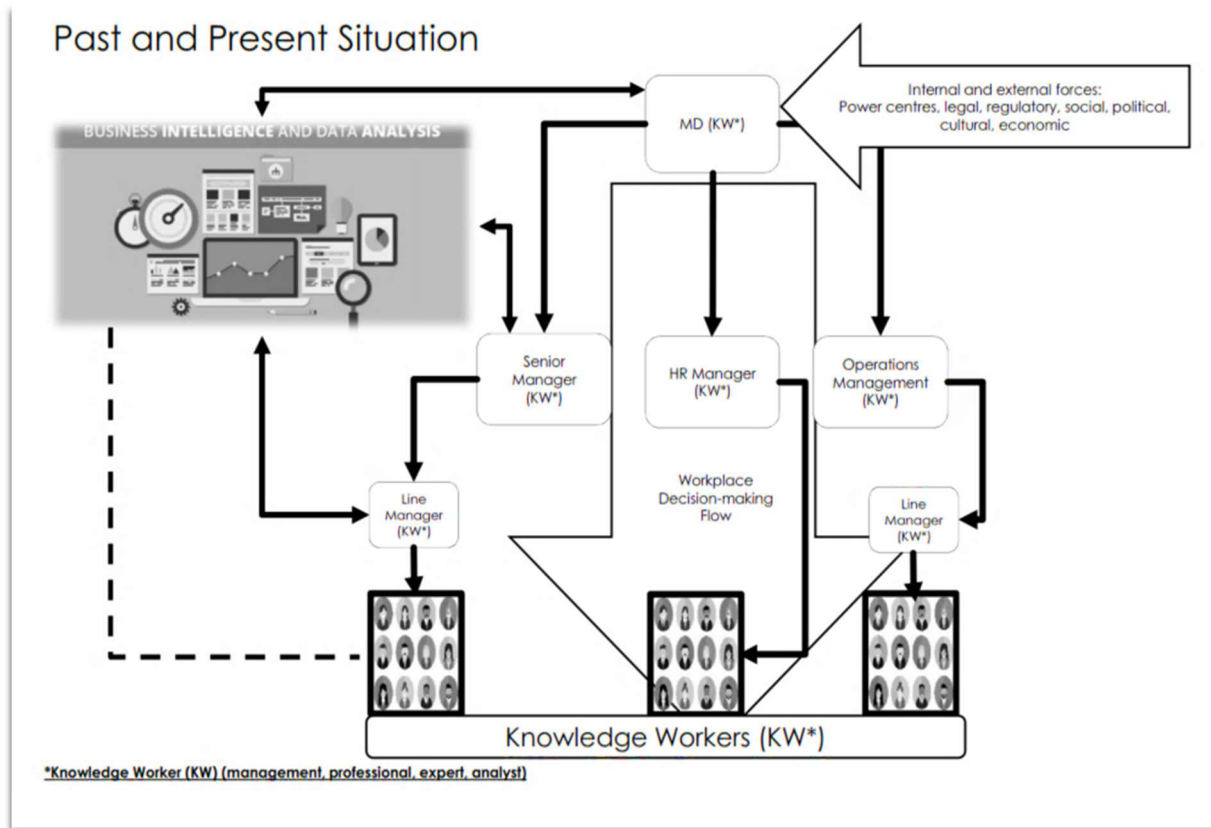 Past and Present Situation
Internal and external forces:
Power centres, legal, regulatory, social, political,
cultural, economic
MD (KW*)
BUSINESS INTELLIGENCE AND DATA ANALYSIS
Senior
Manager
(KW*)
HR Manager
(KW*)
Operations
Management
(KW*)
Workplace
Decision-making
Flow
Line
Manager
(KW*)
Line
Manager
(KW*)
Knowledge Workers (KW*)
*Knowledge Worker (KW) (management, professional, expert, analyst)